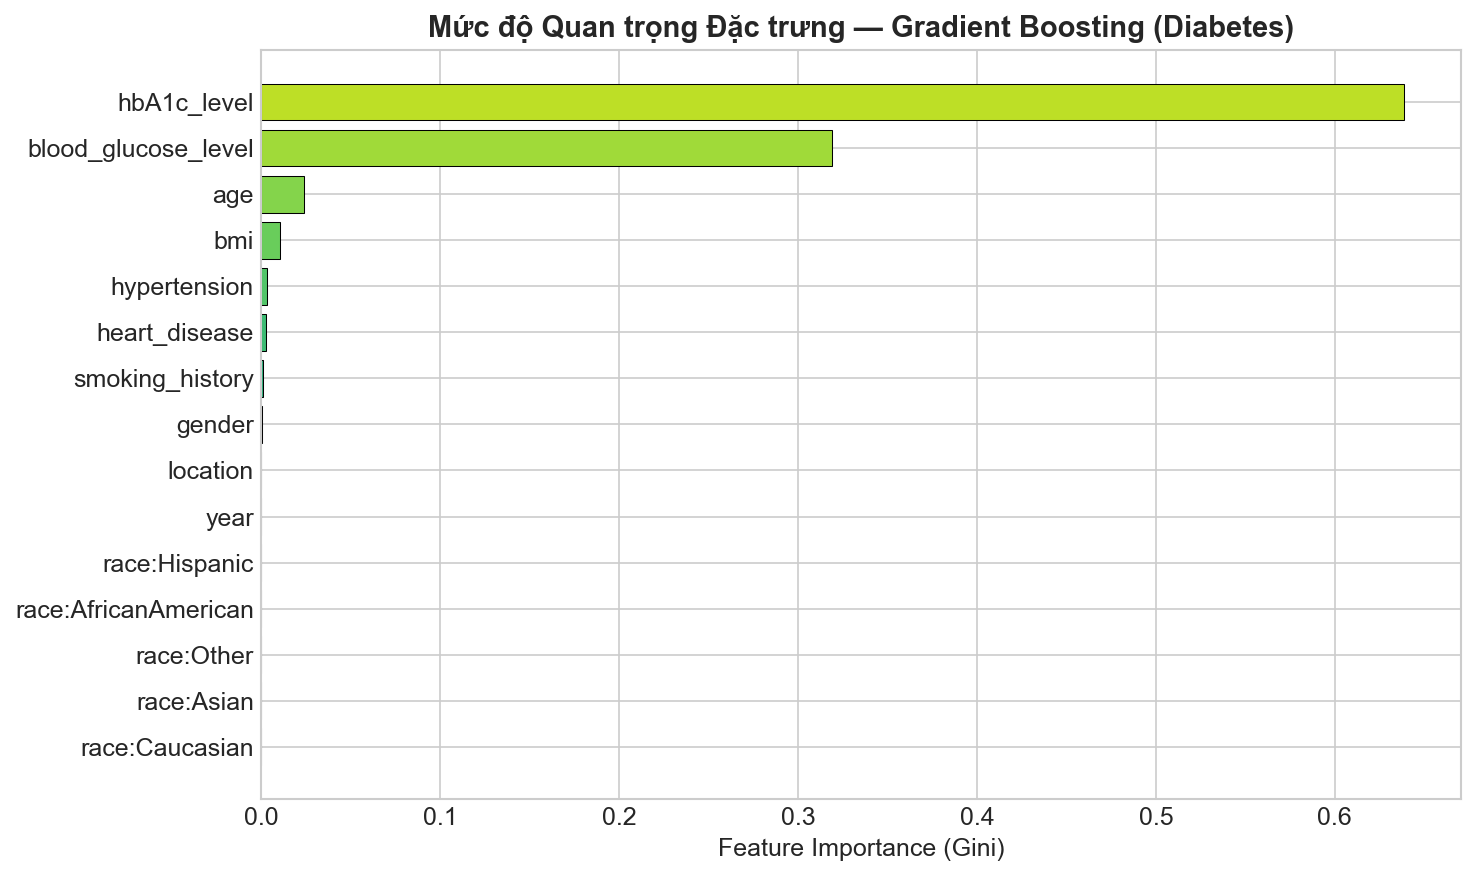 Mức độ Quan trọng Đặc trưng — Gradient Boosting (Diabetes)
hbA1c_level
blood_glucose_level
age
bmi
hypertension
heart_disease
smoking_history
gender
location
year
race:Hispanic
race:AfricanAmerican
race:Other
race:Asian
race:Caucasian
0.0 0.1 0.2 0.3 0.4 0.5 0.6
Feature Importance (Gini)